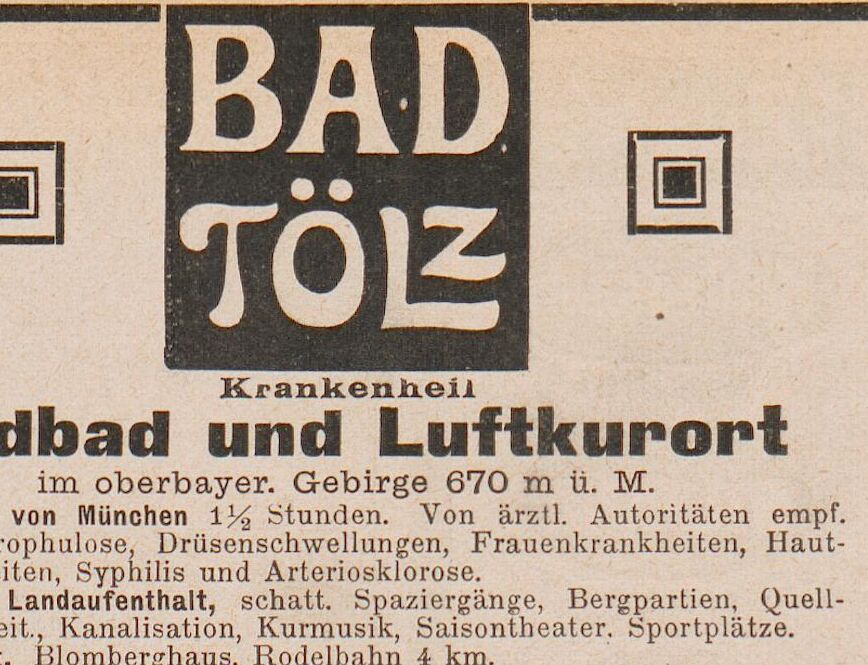 BAD
TÖLZ
Krankenheil
dbad und Luftkurort
im oberbayer. Gebirge 670 m ü. M.
von München 1½ Stunden. Von ärztl. Autoritäten empf.
rophulose, Drüsenschwellungen, Frauenkrankheiten, Haut-
iten, Syphilis und Arteriosklorose.
Landaufenthalt, schatt. Spaziergänge, Bergpartien, Quell-
eit., Kanalisation, Kurmusik, Saisontheater. Sportplätze.
Blomberghaus. Rodelbahn 4 km.